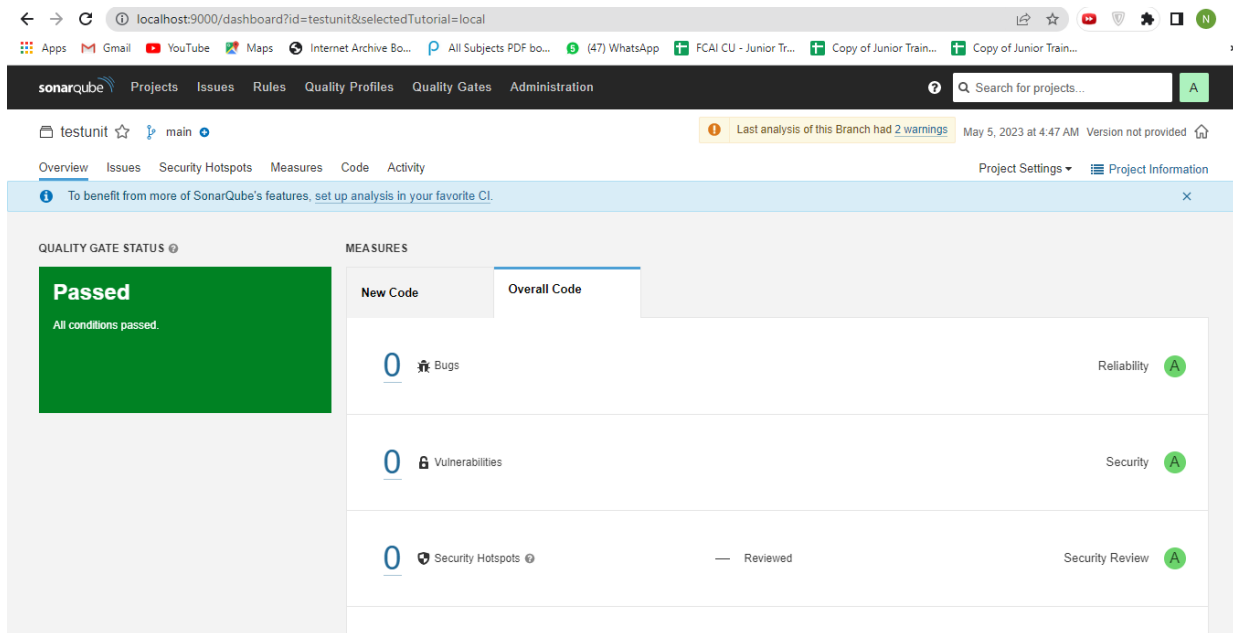 localhost:9000/dashboard?id=testunit&selectedTutorial=local
N
Apps Gmail YouTube Maps Internet Archive Bo... All Subjects PDF bo... (47) WhatsApp FCAI CU - Junior Tr... Copy of Junior Train... Copy of Junior Train...
sonarqube Projects Issues Rules Quality Profiles Quality Gates Administration Search for projects... A
testunit main Last analysis of this Branch had 2 warnings May 5, 2023 at 4:47 AM Version not provided
Overview Issues Security Hotspots Measures Code Activity Project Settings Project Information
To benefit from more of SonarQube's features, set up analysis in your favorite CI.
QUALITY GATE STATUS
Passed
All conditions passed.
MEASURES
New Code Overall Code
0 Bugs Reliability A
0 Vulnerabilities Security A
0 Security Hotspots — Reviewed Security Review A